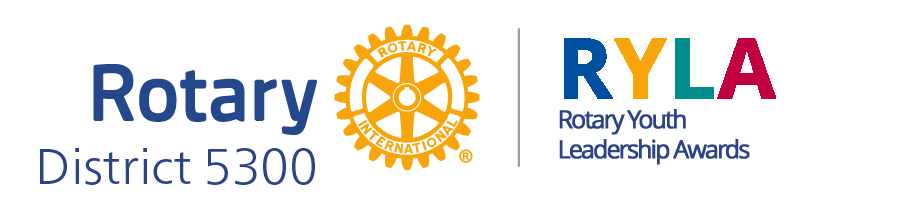 Rotary
District 5300
ROTARY
INTERNATIONAL
®
RYLA
Rotary Youth
Leadership Awards